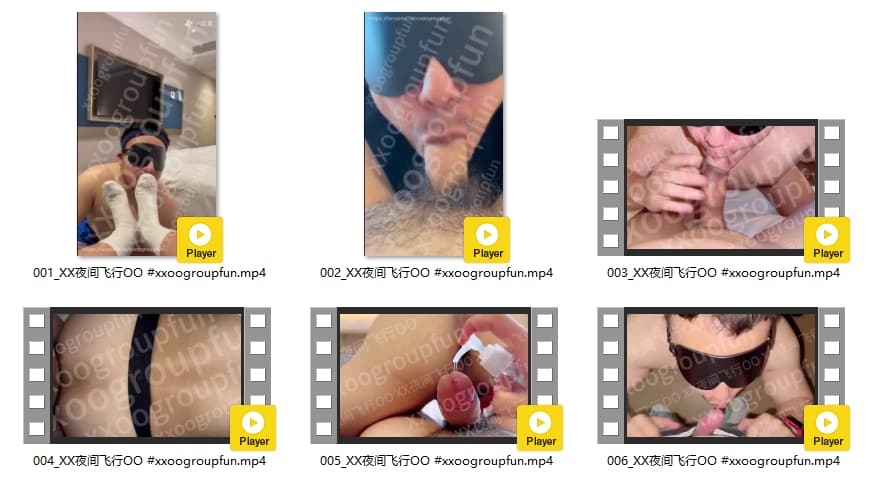 xxoogroupfun
Player
Player
Player
001_XX夜间飞行OO #xxoogroupfun.mp4
002_XX夜间飞行OO #xxoogroupfun.mp4
003_XX夜间飞行OO #xxoogroupfun.mp4
Player
Player
Player
004_XX夜间飞行OO #xxoogroupfun.mp4
005_XX夜间飞行OO #xxoogroupfun.mp4
006_XX夜间飞行OO #xxoogroupfun.mp4